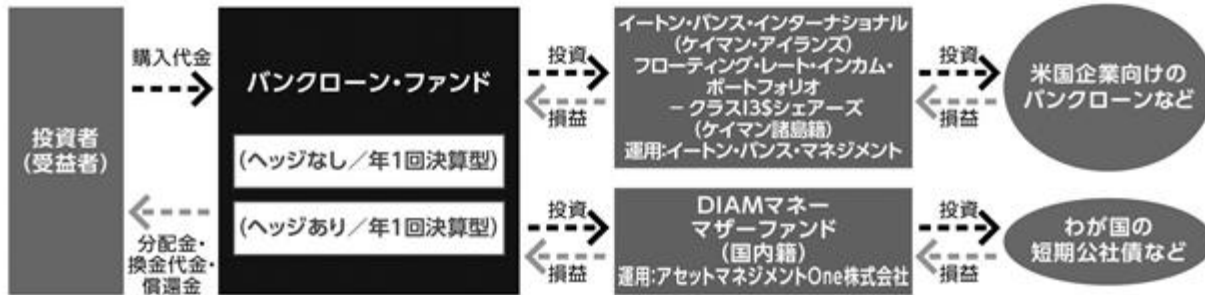 投資者
(受益者)
購入代金
分配金・
換金代金・
償還金
バンクローン・ファンド
(ヘッジなし/年1回決算型)
(ヘッジあり/年1回決算型)
投資
損益
イートン・バンス・インターナショナル
(ケイマン・アイランズ)
フローティング・レート・インカム・
ポートフォリオ
－クラスI3$シェアーズ
(ケイマン諸島籍)
運用:イートン・バンス・マネジメント
投資
損益
米国企業向けの
バンクローンなど
投資
損益
DIAMマネー
マザーファンド
(国内籍)
運用:アセットマネジメントOne株式会社
投資
損益
わが国の
短期公社債など